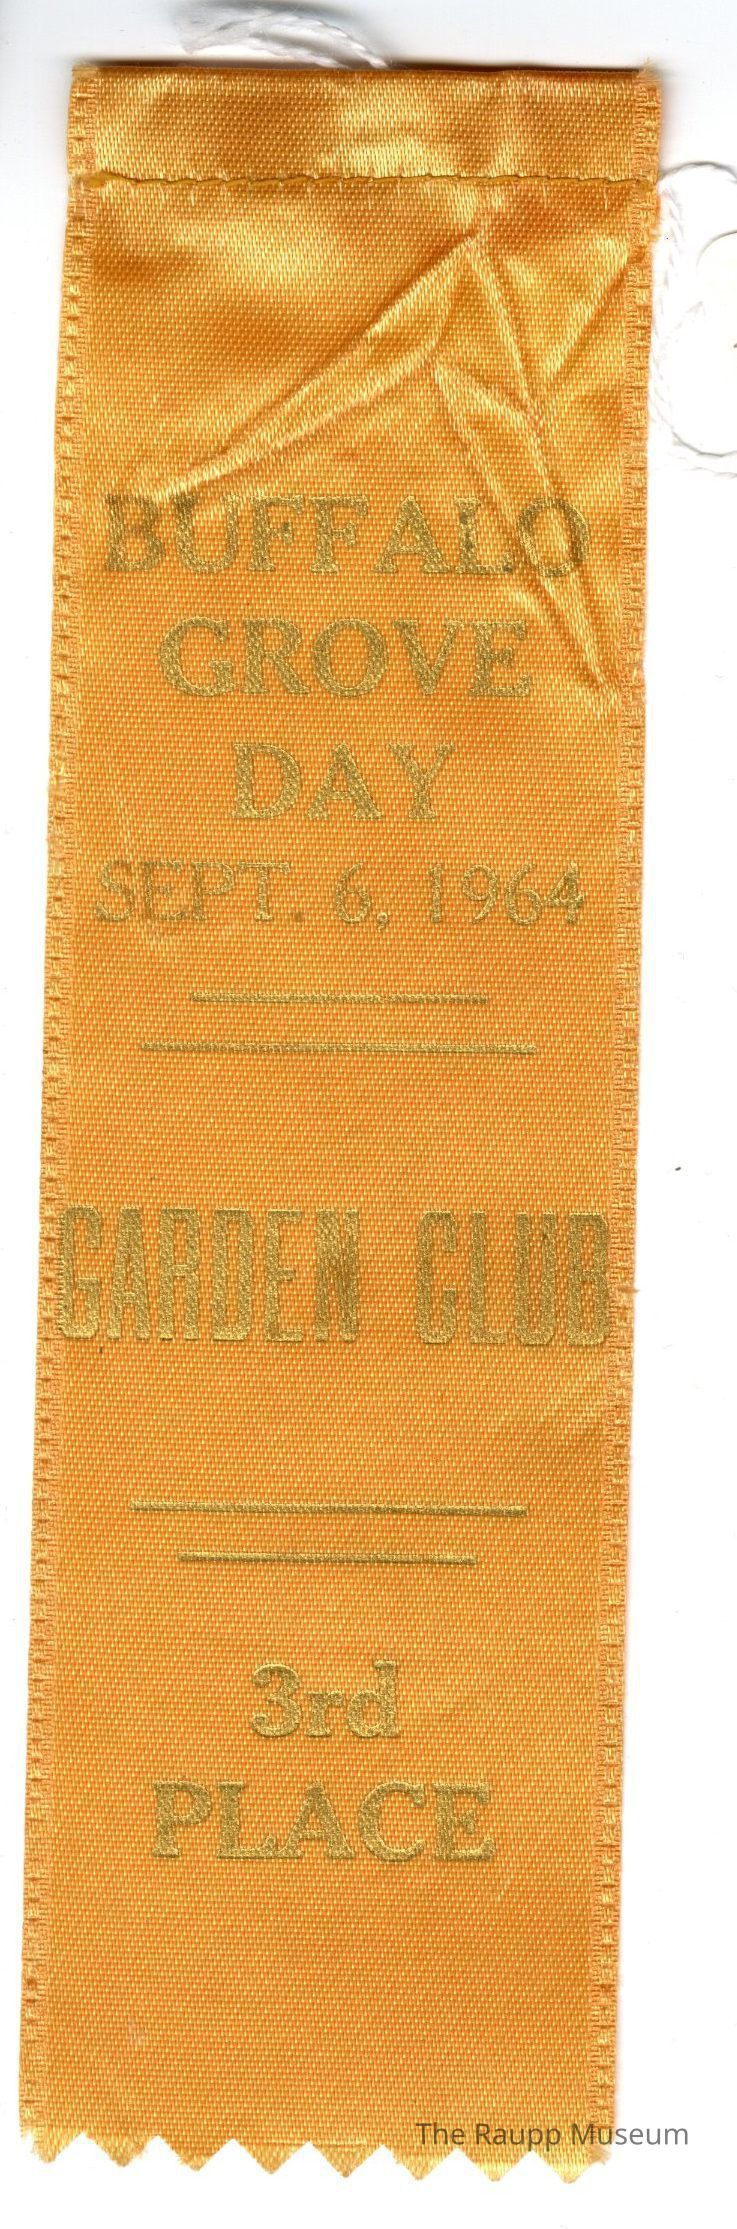 BUFFALO
GROVE
DAY
SEPT. 6, 1964
GARDEN CLUB
3rd
PLACE
The Raupp Museum